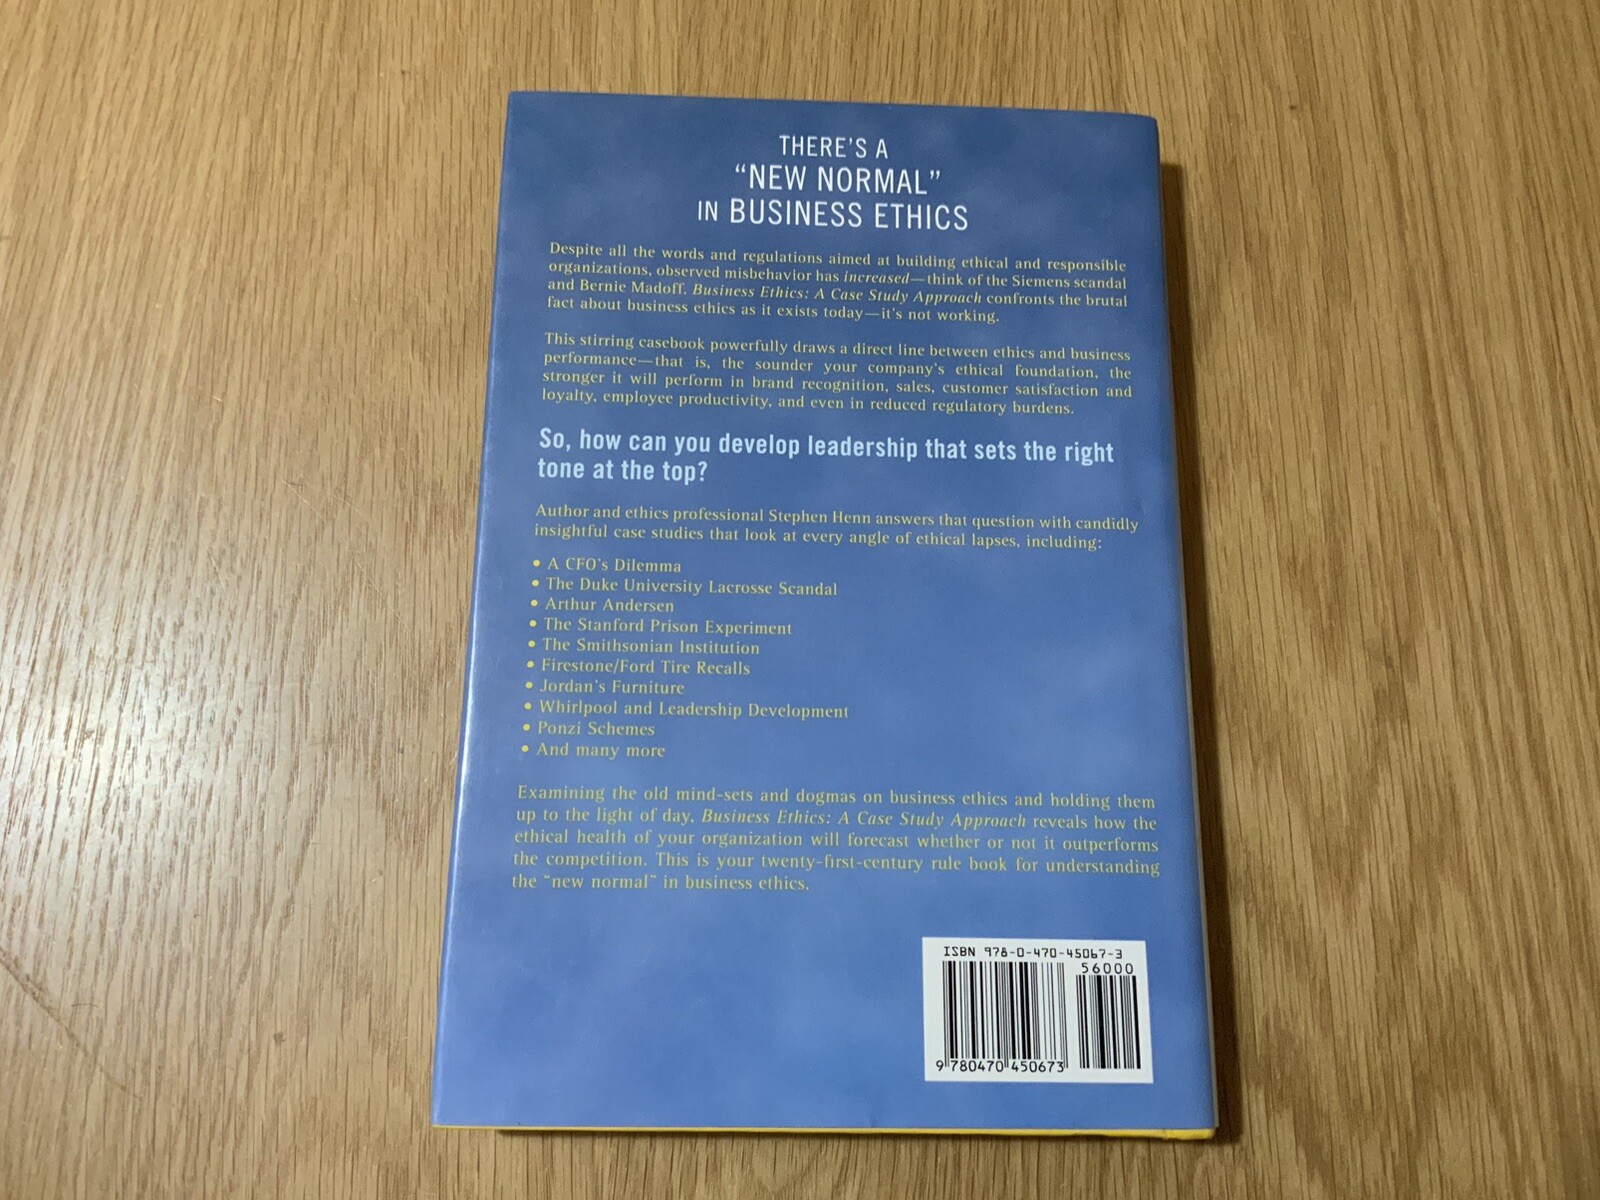 THERE'S A
“NEW NORMAL”
IN BUSINESS ETHICS
Despite all the words and regulations aimed at building ethical and responsible
organizations, observed misbehavior has increased—think of the Siemens scandal
and Bernie Madoff. Business Ethics: A Case Study Approach confronts the brutal
fact about business ethics as it exists today—it's not working.
This stirring casebook powerfully draws a direct line between ethics and business
performance—that is, the sounder your company's ethical foundation, the
stronger it will perform in brand recognition, sales, customer satisfaction and
loyalty, employee productivity, and even in reduced regulatory burdens.
So, how can you develop leadership that sets the right
tone at the top?
Author and ethics professional Stephen Henn answers that question with candidly
insightful case studies that look at every angle of ethical lapses, including:
• A CFO's Dilemma
• The Duke University Lacrosse Scandal
• Arthur Andersen
• The Stanford Prison Experiment
• The Smithsonian Institution
• Firestone/Ford Tire Recalls
• Jordan's Furniture
• Whirlpool and Leadership Development
• Ponzi Schemes
• And many more
Examining the old mind-sets and dogmas on business ethics and holding them
up to the light of day, Business Ethics: A Case Study Approach reveals how the
ethical health of your organization will forecast whether or not it outperforms
the competition. This is your twenty-first-century rule book for understanding
the “new normal” in business ethics.
ISBN 978-0-470-45067-3
56000
9 780470 450673